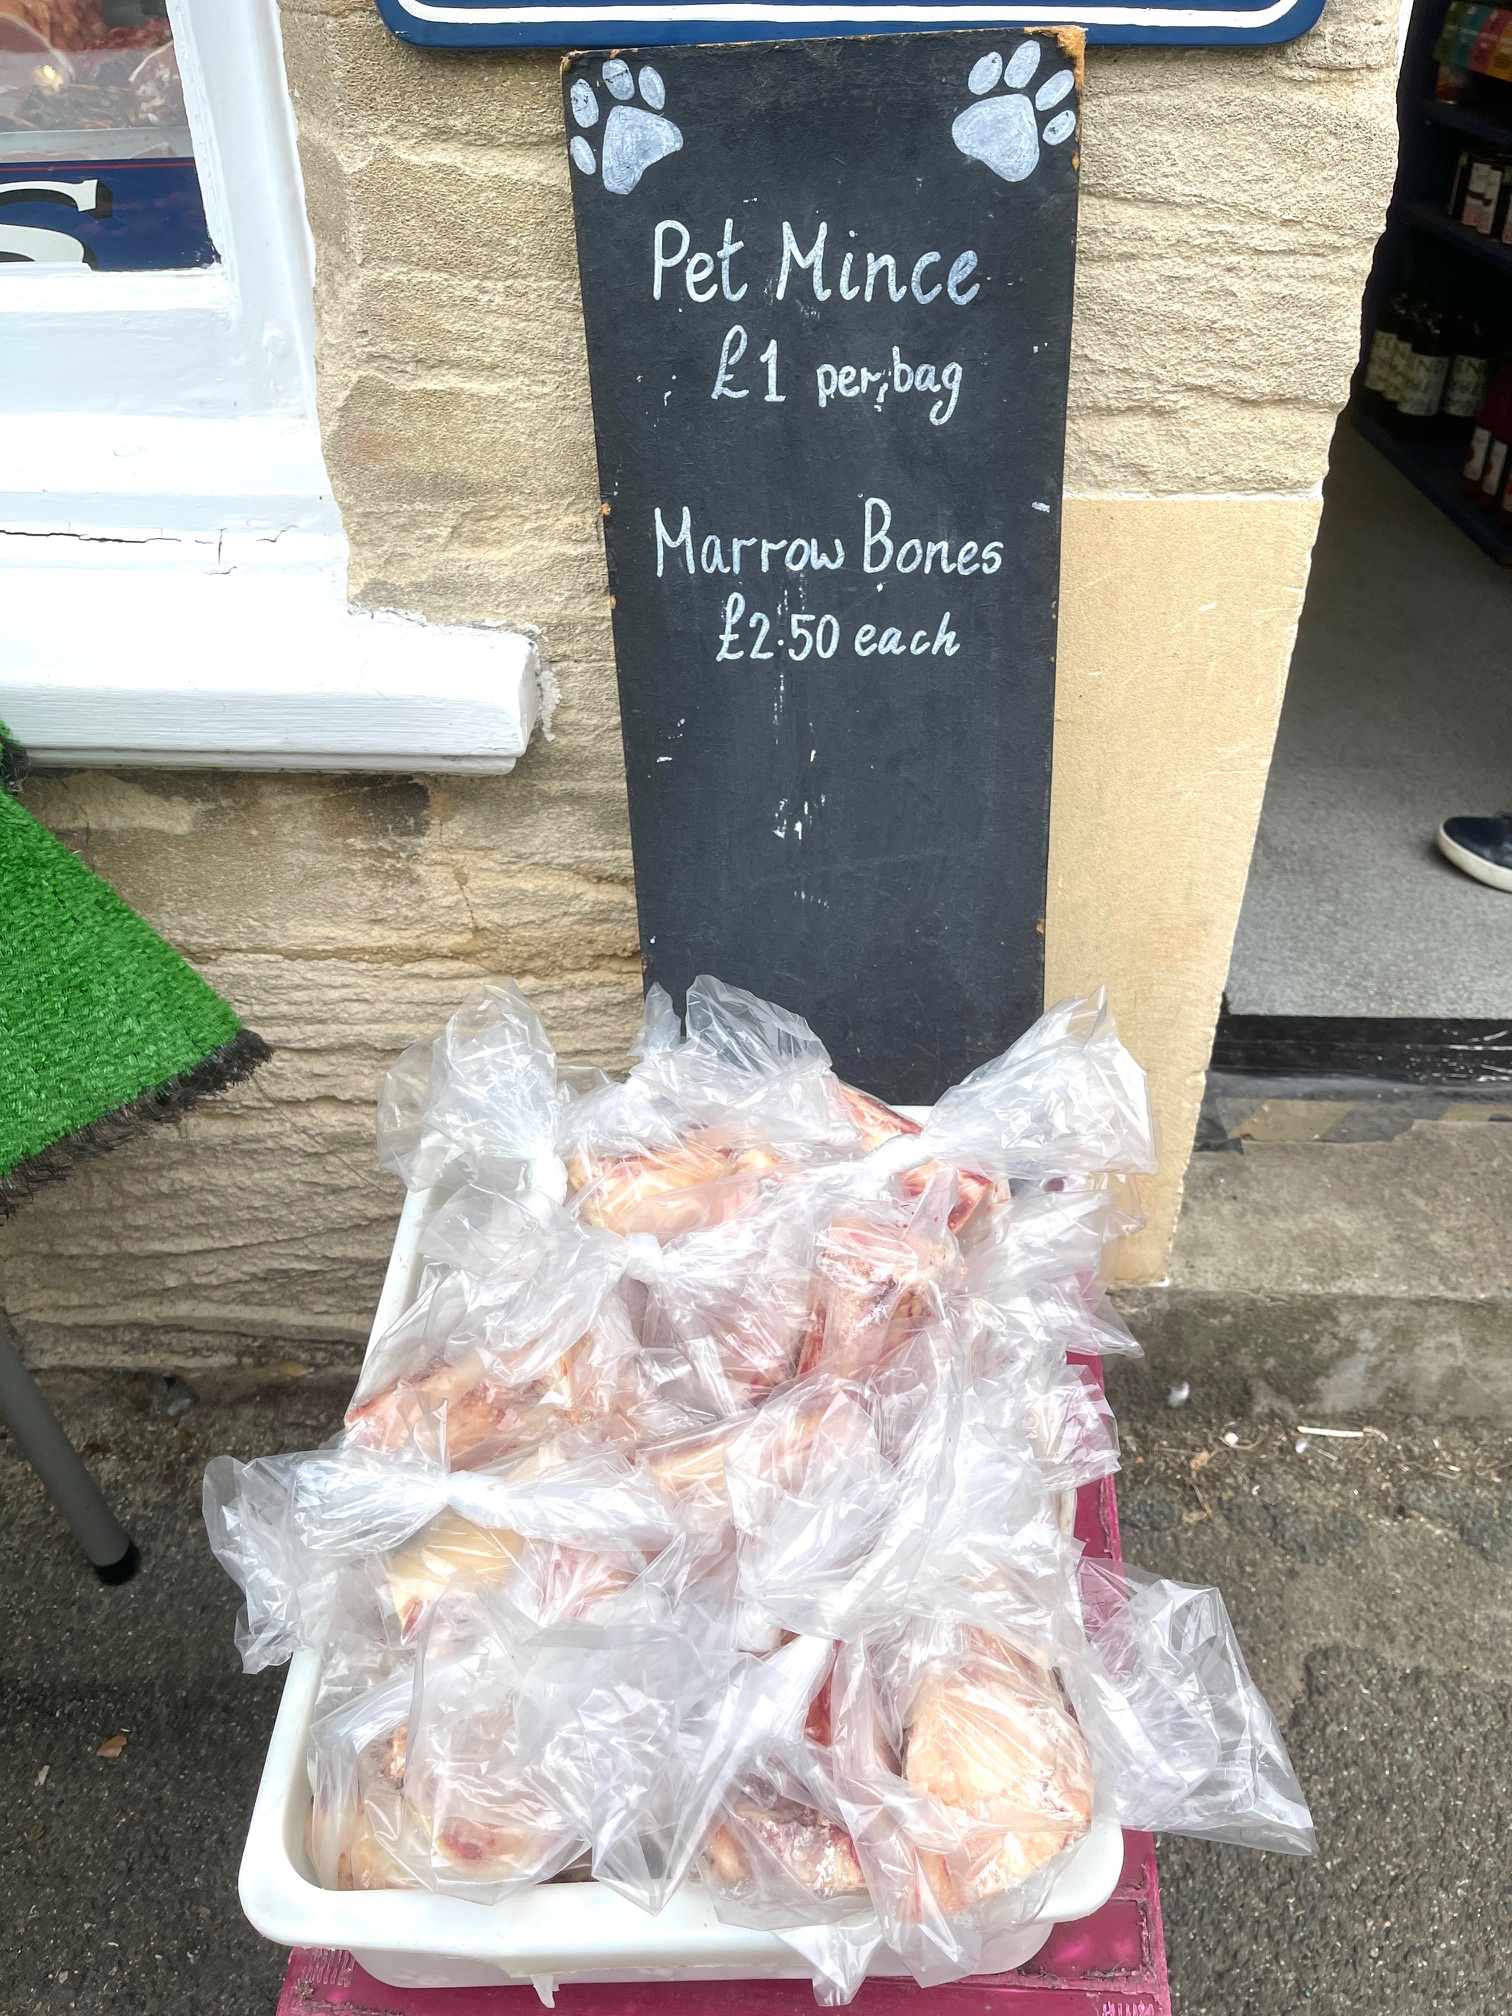 Pet Mince
£1 per bag
Marrow Bones
£2.50 each